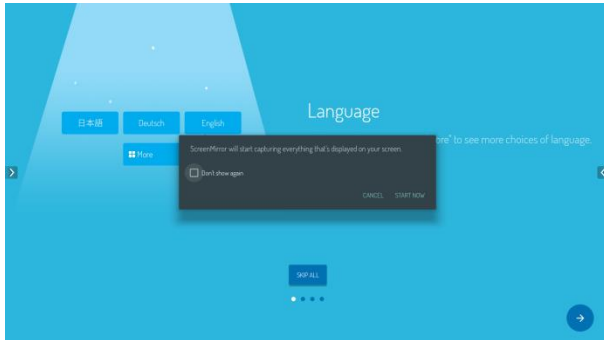 Language
日本語
Deutsch
English
More
ore" to see more choices of language.
ScreenMirror will start capturing everything that's displayed on your screen.
Don't show again
CANCEL
START NOW
SKIP ALL